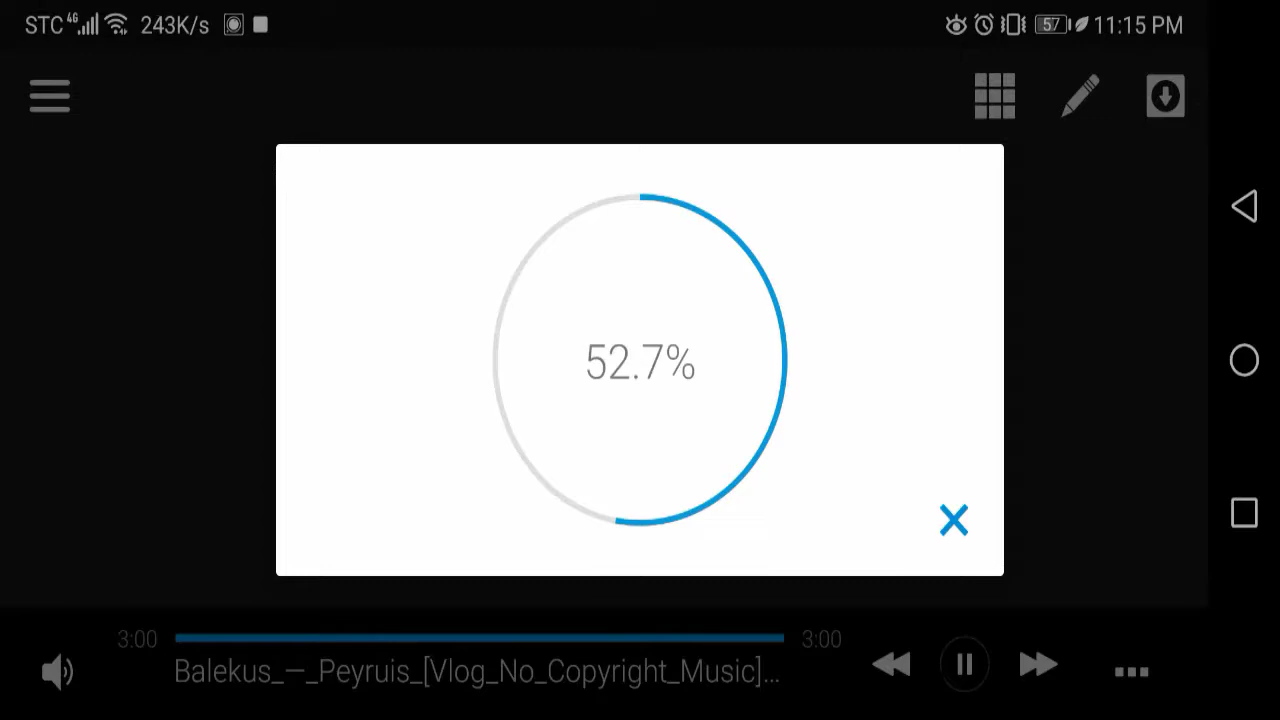 STC 4G 243K/s 57 11:15 PM
52.7%
3:00 3:00
Balekus_—_Peyruis_[Vlog_No_Copyright_Music]...